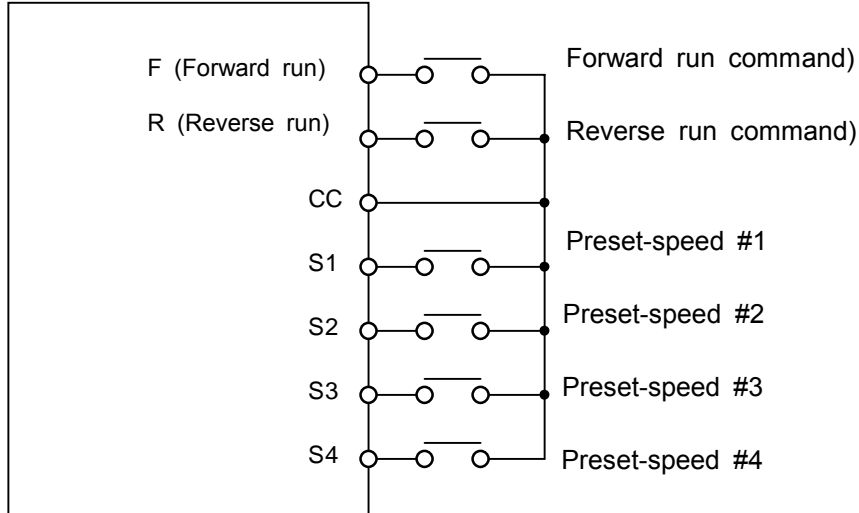 F (Forward run)
Forward run command)
R (Reverse run)
Reverse run command)
CC
S1
Preset-speed #1
S2
Preset-speed #2
S3
Preset-speed #3
S4
Preset-speed #4